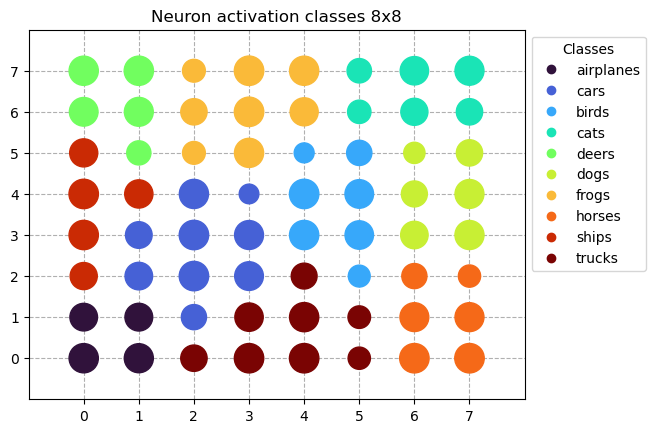 Neuron activation classes 8x8
7
6
5
4
3
2
1
0
0 1 2 3 4 5 6 7
Classes
airplanes
cars
birds
cats
deers
dogs
frogs
horses
ships
trucks